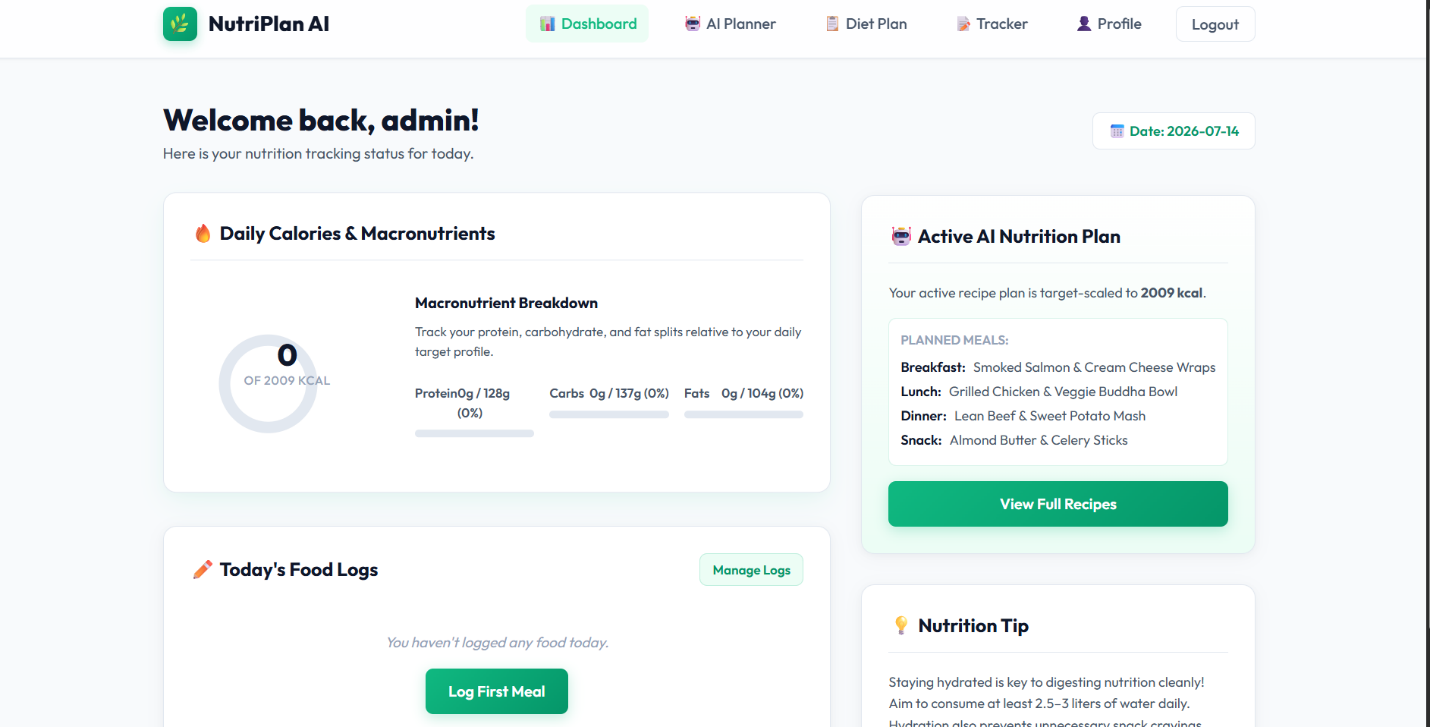 NutriPlan AI
Dashboard
AI Planner
Diet Plan
Tracker
Profile
Logout
Welcome back, admin!
Here is your nutrition tracking status for today.
Date: 2026-07-14
Daily Calories & Macronutrients
0
OF 2009 KCAL
Macronutrient Breakdown
Track your protein, carbohydrate, and fat splits relative to your daily
target profile.
Protein0g / 128g
(0%)
Carbs 0g / 137g (0%)
Fats 0g / 104g (0%)
Active AI Nutrition Plan
Your active recipe plan is target-scaled to 2009 kcal.
PLANNED MEALS:
Breakfast: Smoked Salmon & Cream Cheese Wraps
Lunch: Grilled Chicken & Veggie Buddha Bowl
Dinner: Lean Beef & Sweet Potato Mash
Snack: Almond Butter & Celery Sticks
View Full Recipes
Today's Food Logs
Manage Logs
You haven't logged any food today.
Log First Meal
Nutrition Tip
Staying hydrated is key to digesting nutrition cleanly!
Aim to consume at least 2.5–3 liters of water daily.
Hydration also prevents unnecessary snack cravings